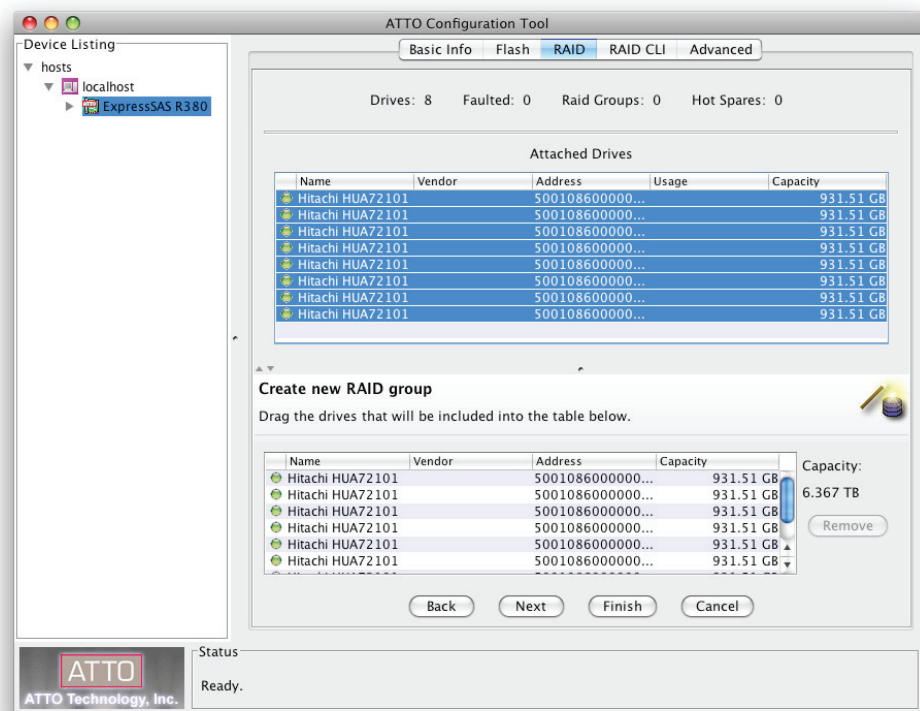 ATTO Configuration Tool
Device Listing
hosts
localhost
ExpressSAS R380
Basic Info Flash RAID RAID CLI Advanced
Drives: 8 Faulted: 0 Raid Groups: 0 Hot Spares: 0
Attached Drives
Name Vendor Address Usage Capacity
Hitachi HUA72101 500108600000... 931.51 GB
Hitachi HUA72101 500108600000... 931.51 GB
Hitachi HUA72101 500108600000... 931.51 GB
Hitachi HUA72101 500108600000... 931.51 GB
Hitachi HUA72101 500108600000... 931.51 GB
Hitachi HUA72101 500108600000... 931.51 GB
Hitachi HUA72101 500108600000... 931.51 GB
Hitachi HUA72101 500108600000... 931.51 GB
Create new RAID group
Drag the drives that will be included into the table below.
Name Vendor Address Capacity
Hitachi HUA72101 5001086000000... 931.51 GB
Hitachi HUA72101 5001086000000... 931.51 GB
Hitachi HUA72101 5001086000000... 931.51 GB
Hitachi HUA72101 5001086000000... 931.51 GB
Hitachi HUA72101 5001086000000... 931.51 GB
Hitachi HUA72101 5001086000000... 931.51 GB
Capacity:
6.367 TB
Remove
Back Next Finish Cancel
ATTO
ATTO Technology, Inc.
Status
Ready.